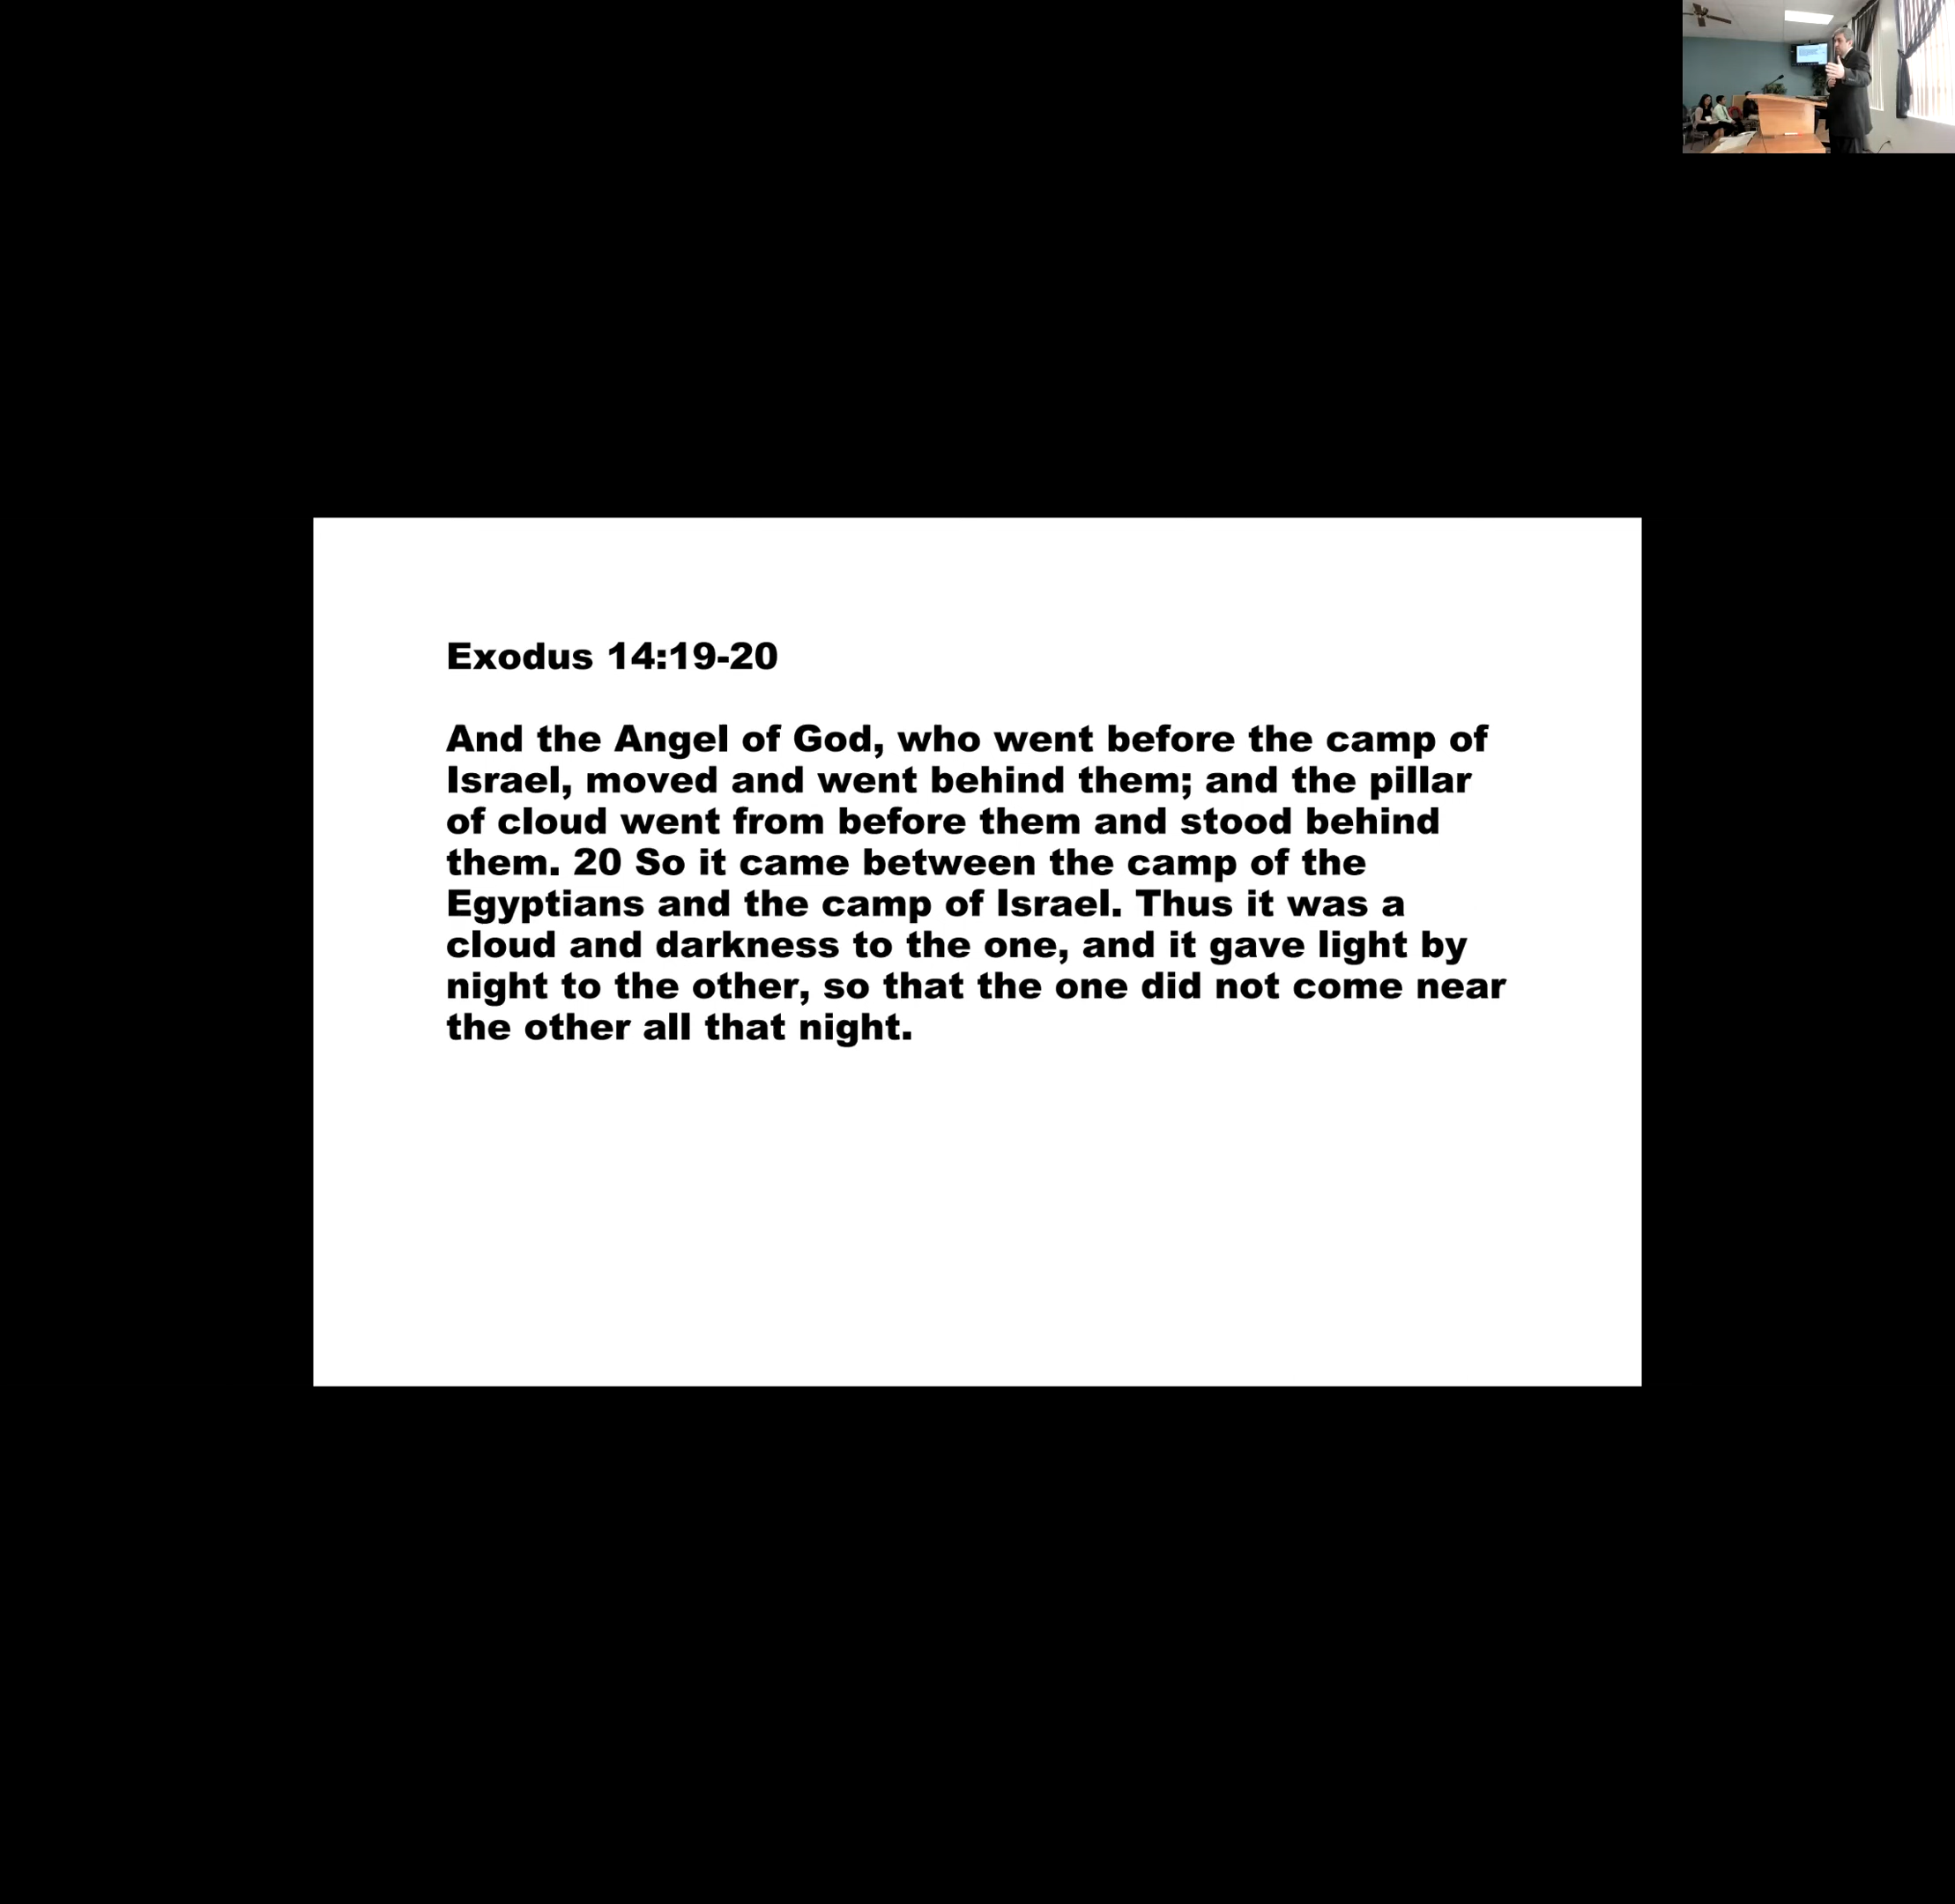 Exodus 14:19-20
And the Angel of God, who went before the camp of
Israel, moved and went behind them; and the pillar
of cloud went from before them and stood behind
them. 20 So it came between the camp of the
Egyptians and the camp of Israel. Thus it was a
cloud and darkness to the one, and it gave light by
night to the other, so that the one did not come near
the other all that night.